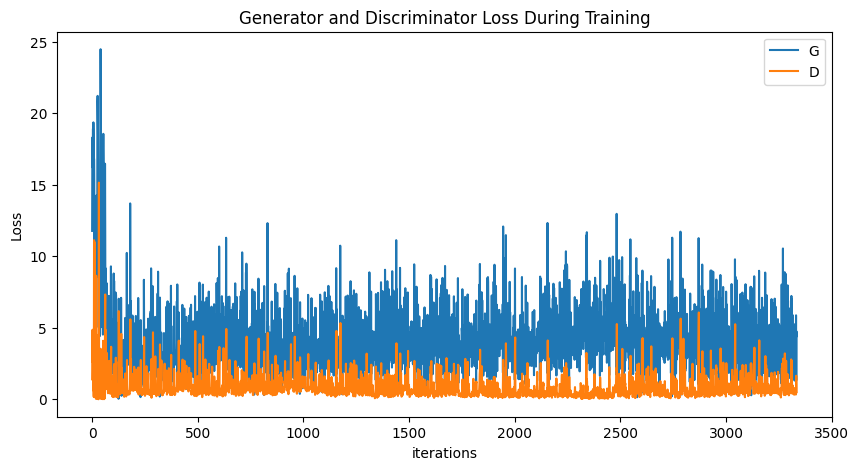 Generator and Discriminator Loss During Training
G
D
Loss
25
20
15
10
5
0
0 500 1000 1500 2000 2500 3000 3500
iterations